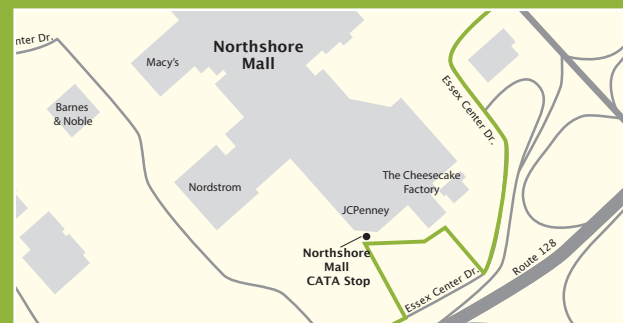 nter Dr.
Northshore
Mall
Macy's
Barnes
& Noble
Essex Center Dr.
Nordstrom
The Cheesecake
Factory
JCPenney
Northshore
Mall
CATA Stop
Essex Center Dr.
Route 128